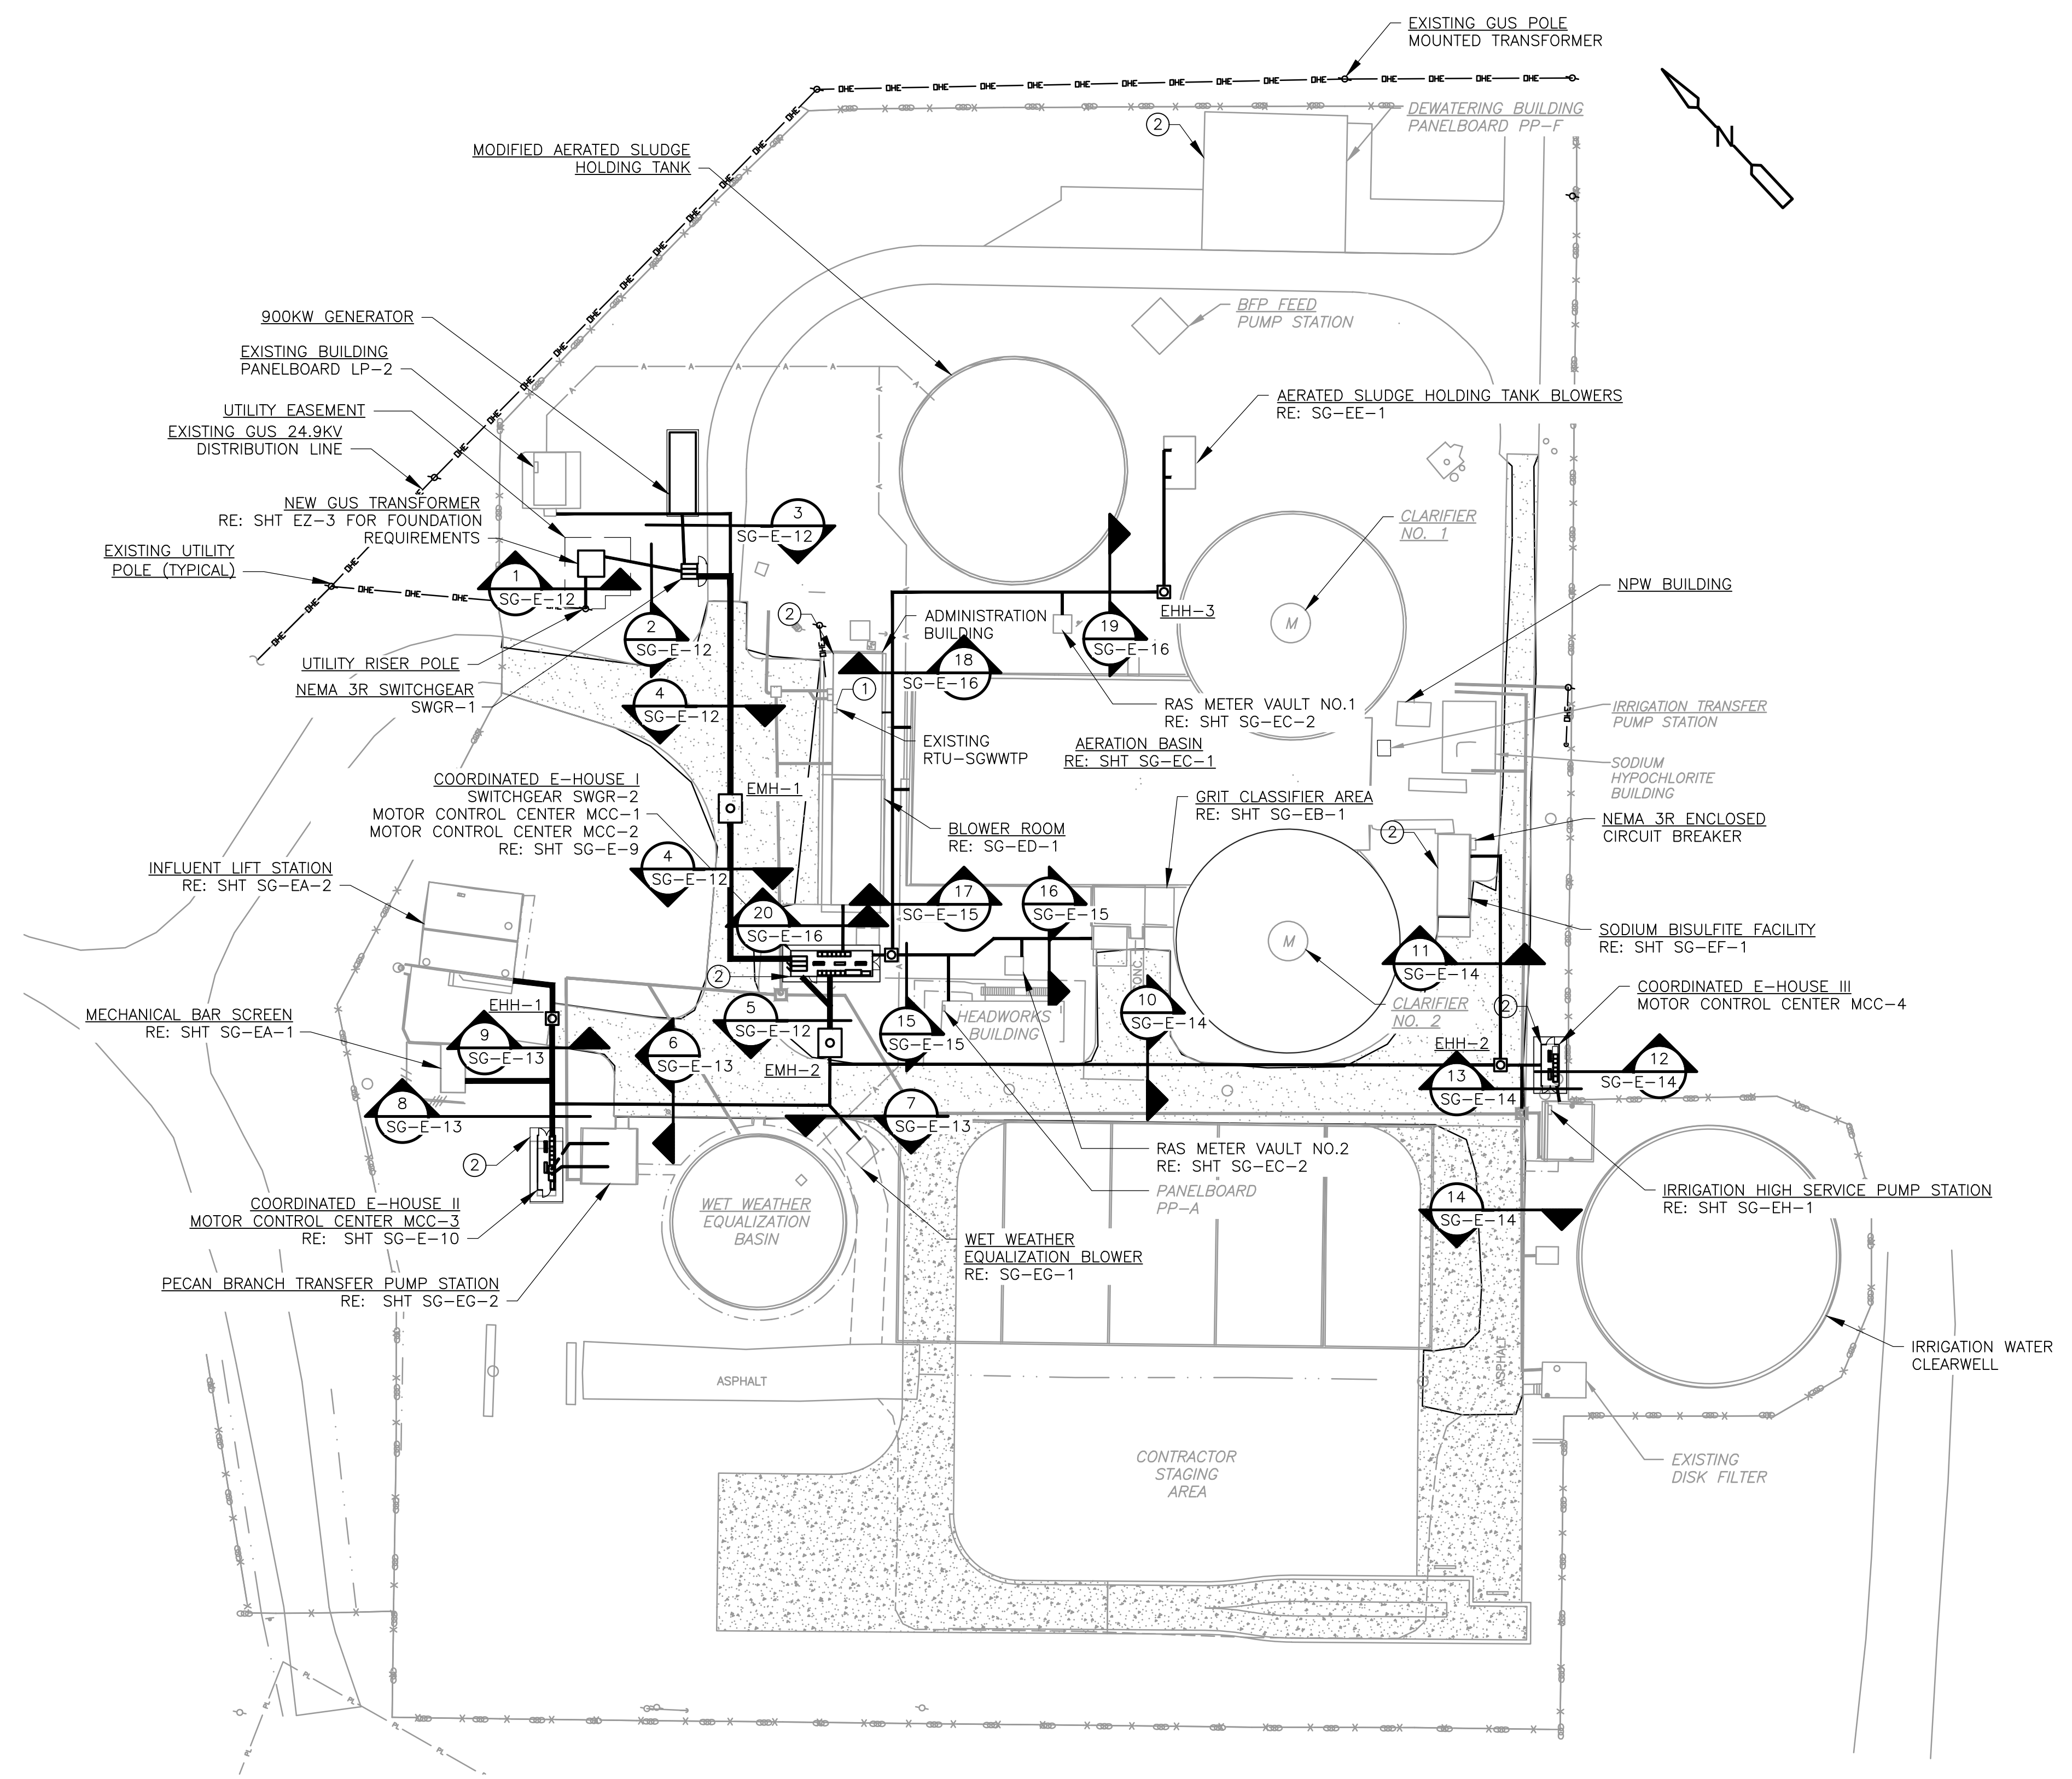 EXISTING GUS POLE
MOUNTED TRANSFORMER
DEWATERING BUILDING
PANELBOARD PP-F
N
2
MODIFIED AERATED SLUDGE
HOLDING TANK
OHE
BFP FEED
PUMP STATION
900KW GENERATOR
EXISTING BUILDING
PANELBOARD LP-2
UTILITY EASEMENT
EXISTING GUS 24.9KV
DISTRIBUTION LINE
NEW GUS TRANSFORMER
RE: SHT EZ-3 FOR FOUNDATION
REQUIREMENTS
EXISTING UTILITY
POLE (TYPICAL)
UTILITY RISER POLE
NEMA 3R SWITCHGEAR
SWGR-1
AERATED SLUDGE HOLDING TANK BLOWERS
RE: SG-EE-1
CLARIFIER
NO. 1
M
NPW BUILDING
EHH-3
1
SG-E-12
2
SG-E-12
3
SG-E-12
4
SG-E-12
2
ADMINISTRATION
BUILDING
18
SG-E-16
19
SG-E-16
1
RAS METER VAULT NO.1
RE: SHT SG-EC-2
IRRIGATION TRANSFER
PUMP STATION
EXISTING
RTU-SGWWTP
AERATION BASIN
RE: SHT SG-EC-1
SODIUM
HYPOCHLORITE
BUILDING
COORDINATED E-HOUSE I
SWITCHGEAR SWGR-2
MOTOR CONTROL CENTER MCC-1
MOTOR CONTROL CENTER MCC-2
RE: SHT SG-E-9
EMH-1
BLOWER ROOM
RE: SG-ED-1
GRIT CLASSIFIER AREA
RE: SHT SG-EB-1
2
NEMA 3R ENCLOSED
CIRCUIT BREAKER
INFLUENT LIFT STATION
RE: SHT SG-EA-2
4
SG-E-12
20
SG-E-16
17
SG-E-15
16
SG-E-15
SODIUM BISULFITE FACILITY
RE: SHT SG-EF-1
11
SG-E-14
M
2
2
COORDINATED E-HOUSE III
MOTOR CONTROL CENTER MCC-4
EHH-1
MECHANICAL BAR SCREEN
RE: SHT SG-EA-1
9
SG-E-13
6
SG-E-13
5
SG-E-12
15
SG-E-15
HEADWORKS
BUILDING
10
SG-E-14
CLARIFIER
NO. 2
EHH-2
EMH-2
12
SG-E-14
13
SG-E-14
8
SG-E-13
7
SG-E-13
2
RAS METER VAULT NO.2
RE: SHT SG-EC-2
PANELBOARD
PP-A
14
SG-E-14
IRRIGATION HIGH SERVICE PUMP STATION
RE: SHT SG-EH-1
COORDINATED E-HOUSE II
MOTOR CONTROL CENTER MCC-3
RE: SHT SG-E-10
WET WEATHER
EQUALIZATION
BASIN
WET WEATHER
EQUALIZATION BLOWER
RE: SG-EG-1
PECAN BRANCH TRANSFER PUMP STATION
RE: SHT SG-EG-2
IRRIGATION WATER
CLEARWELL
ASPHALT
ASPHALT
CONTRACTOR
STAGING
AREA
EXISTING
DISK FILTER
PL
PL
PL
PL